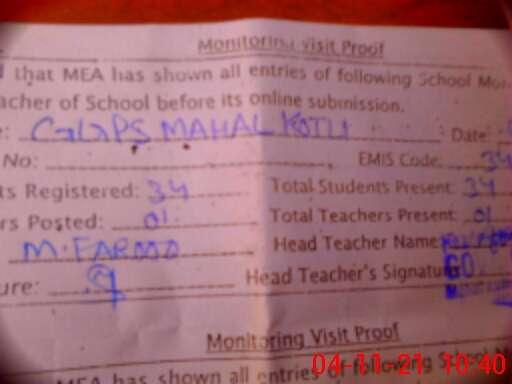 Monitoring Visit Proof
that MEA has shown all entries of following School
acher of School before its online submission.
e: GGPS MAHAL KOTLI Date:
No: EMIS Code: 34
ts Registered: 34 Total Students Present: 34
rs Posted: 01 Total Teachers Present: 01
M. FAROOQ Head Teacher Name:
ure: Head Teacher's Signature
GO
Monitoring Visit Proof
MEA has shown all entries of following School
04-11-21 10:40